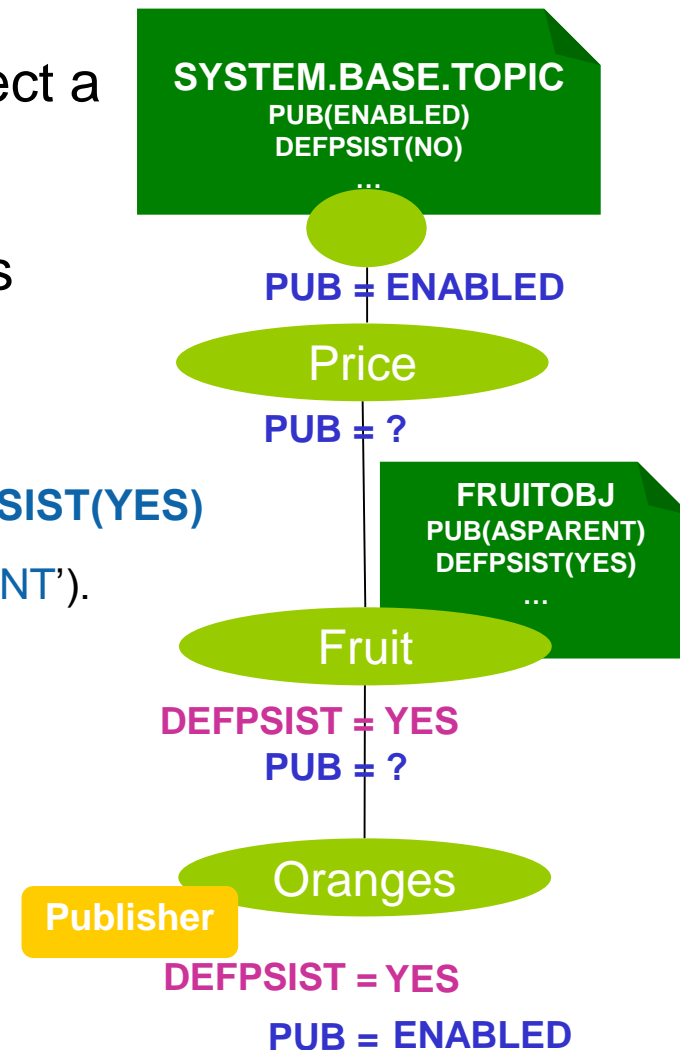 ect a
SYSTEM.BASE.TOPIC
PUB(ENABLED)
DEFPSIST(NO)
...
s
PUB = ENABLED
Price
PUB = ?
SIST(YES)
NT’).
FRUITOBJ
PUB(ASPARENT)
DEFPSIST(YES)
...
Fruit
DEFPSIST = YES
PUB = ?
Oranges
Publisher
DEFPSIST = YES
PUB = ENABLED